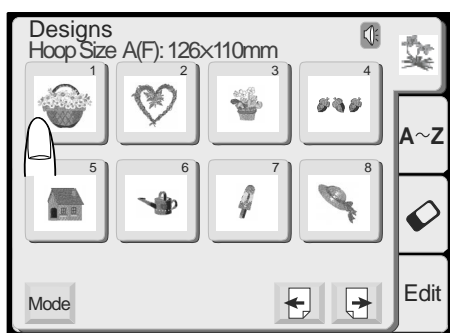 Designs
Hoop Size A(F): 126×110mm
1 2 3 4
A~Z
5 6 7 8
Mode
Edit